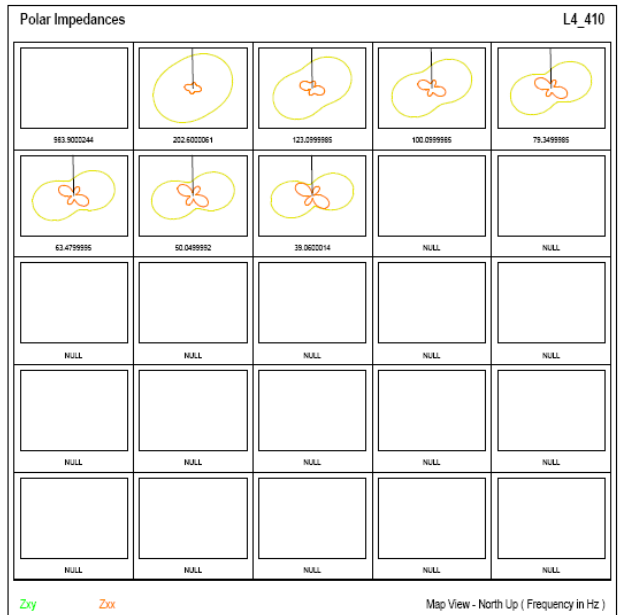 Polar Impedances L4_410
983.9000244 202.6000061 123.0999985 100.0999985 79.3499985
63.4799995 50.0499992 39.0600014 NULL NULL
NULL NULL NULL NULL NULL
NULL NULL NULL NULL NULL
NULL NULL NULL NULL NULL
Zxy Zxx Map View - North Up ( Frequency in Hz )